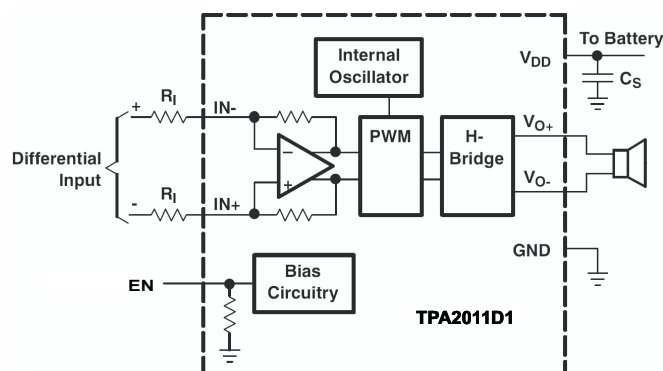 To Battery
Internal
Oscillator
VDD
CS
RI
IN-
+
PWM
H-
Bridge
VO+
Differential
Input
−
+
VO-
-
RI
IN+
GND
EN
Bias
Circuitry
TPA2011D1